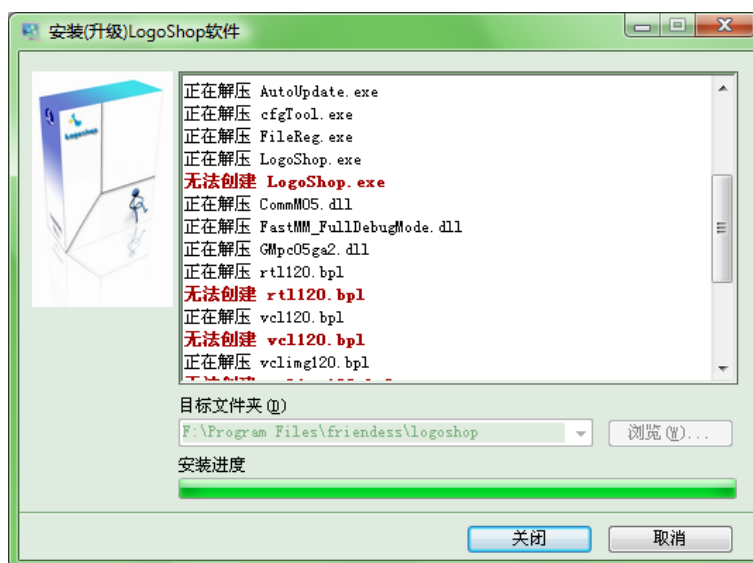 安装(升级)LogoShop软件
Logoshop
正在解压 AutoUpdate.exe
正在解压 cfgTool.exe
正在解压 FileReg.exe
正在解压 LogoShop.exe
无法创建 LogoShop.exe
正在解压 CommM05.dll
正在解压 FastMM_FullDebugMode.dll
正在解压 GMpc05ga2.dll
正在解压 rtl120.bpl
无法创建 rtl120.bpl
正在解压 vcl120.bpl
无法创建 vcl120.bpl
正在解压 vclimg120.bpl
目标文件夹(D)
F:\Program Files\friendess\logoshop
浏览(W)...
安装进度
关闭
取消